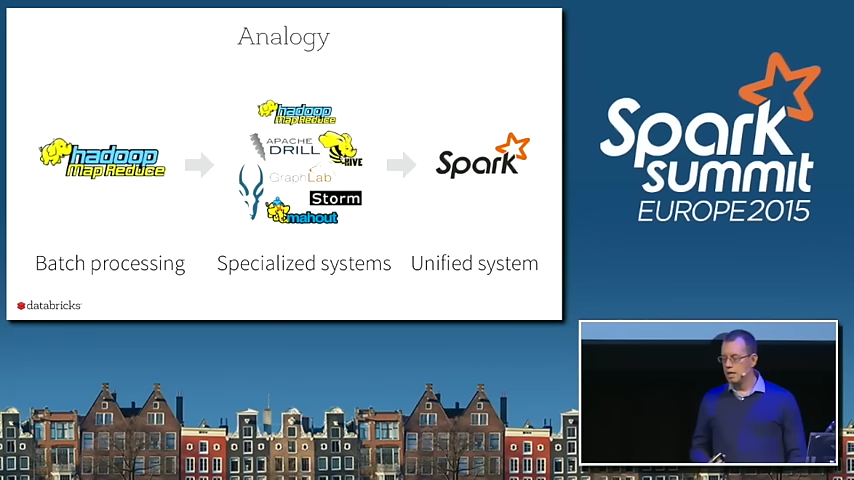 Analogy
hadoop
Map Reduce
hadoop
Map Reduce
APACHE
DRILL
HIVE
GraphLab
Storm
mahout
Spark
Batch processing
Specialized systems
Unified system
databricks
Spark
summit
EUROPE 2015